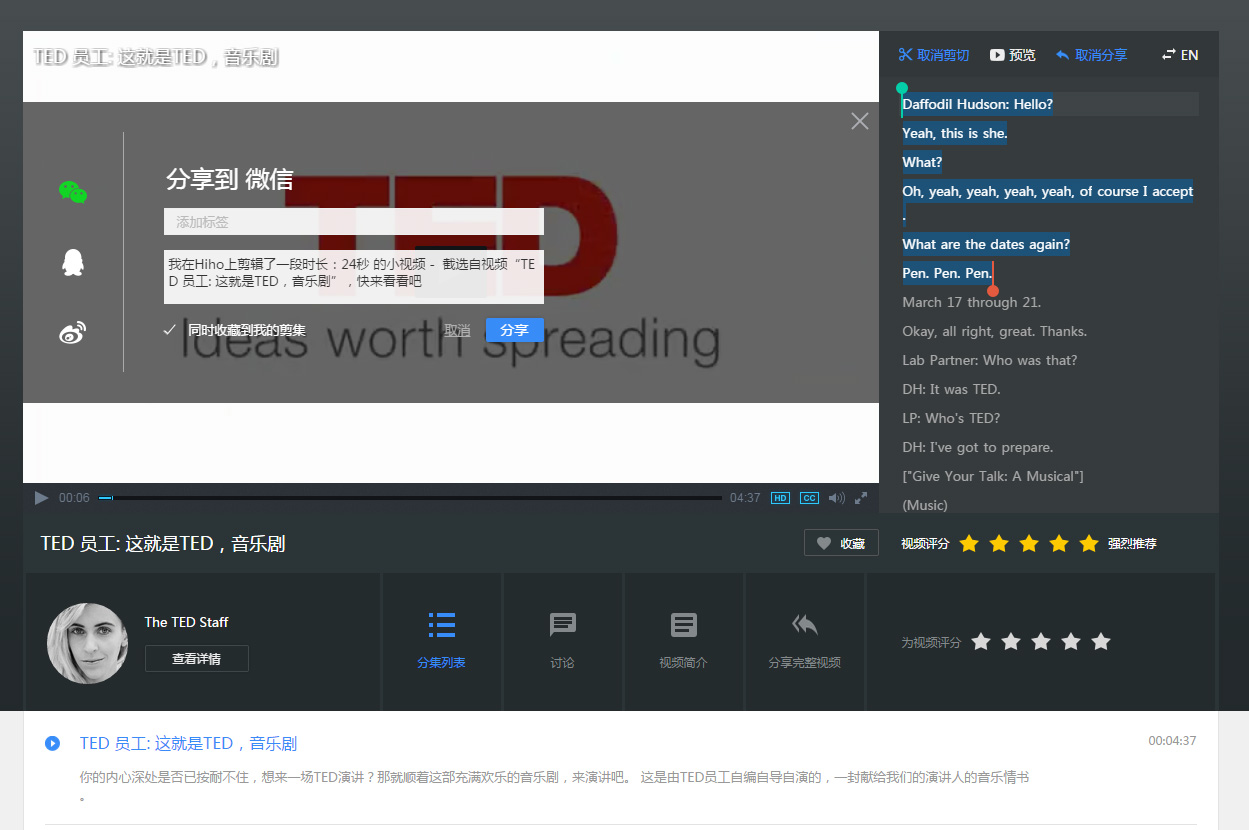 TED 员工: 这就是TED，音乐剧
取消剪切 预览 取消分享 EN
分享到 微信
添加标签
我在Hiho上剪辑了一段时长：24秒 的小视频 - 截选自视频“TE
D 员工: 这就是TED，音乐剧”，快来看看吧
同时收藏到我的剪集 取消 分享
TED
Ideas worth spreading
Daffodil Hudson: Hello?
Yeah, this is she.
What?
Oh, yeah, yeah, yeah, yeah, of course I accept
.
What are the dates again?
Pen. Pen. Pen.
March 17 through 21.
Okay, all right, great. Thanks.
Lab Partner: Who was that?
DH: It was TED.
LP: Who's TED?
DH: I've got to prepare.
["Give Your Talk: A Musical"]
(Music)
00:06 04:37 HD CC
TED 员工: 这就是TED，音乐剧 收藏 视频评分 强烈推荐
The TED Staff
查看详情
分集列表 讨论 视频简介 分享完整视频 为视频评分
TED 员工: 这就是TED，音乐剧 00:04:37
你的内心深处是否已按耐不住，想来一场TED演讲？那就顺着这部充满欢乐的音乐剧，来演讲吧。 这是由TED员工自编自导自演的，一封献给我们的演讲人的音乐情书
。